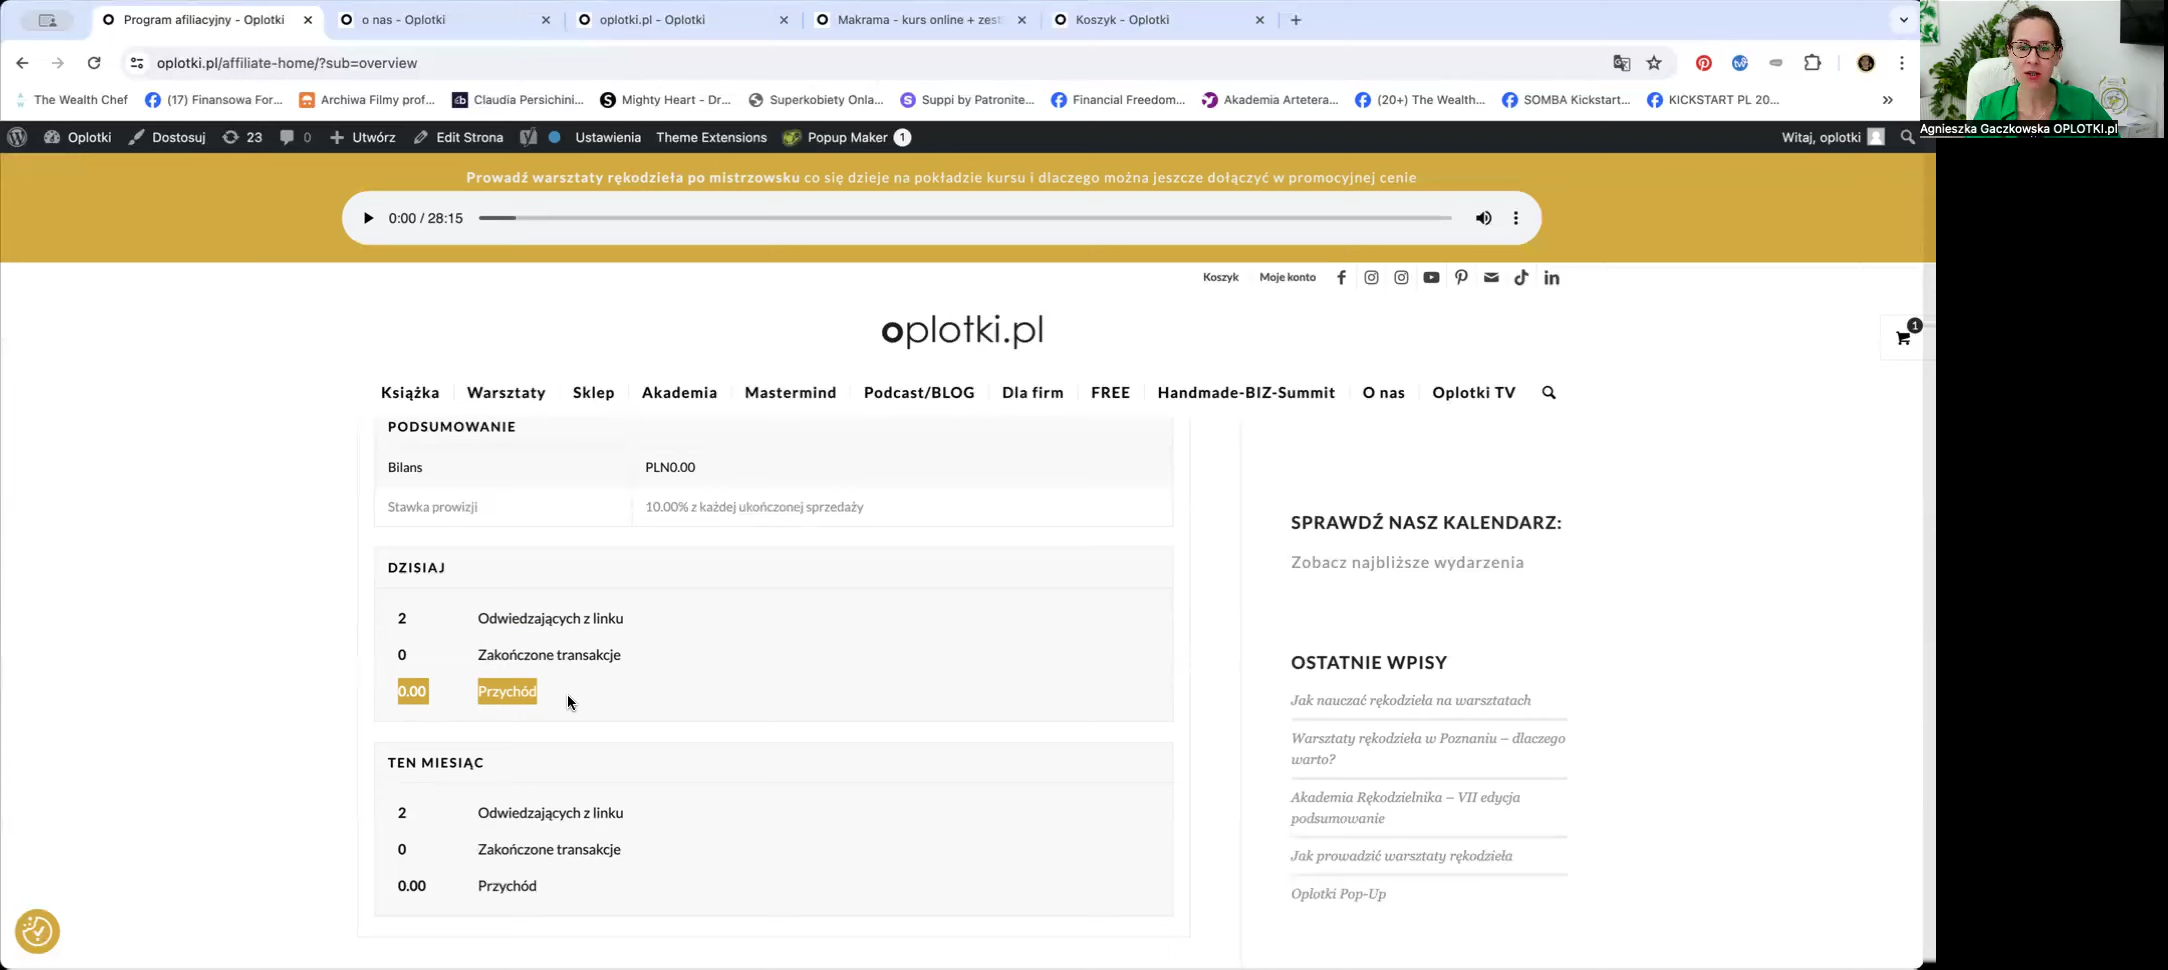 Program afiliacyjny - Oplotki
o nas - Oplotki
oplotki.pl - Oplotki
Makrama - kurs online + zes
Koszyk - Oplotki
oplotki.pl/affiliate-home/?sub=overview
The Wealth Chef
(17) Finansowa For...
Archiwa Filmy prof...
Claudia Persichini...
Mighty Heart - Dr...
Superkobiety Onla...
Suppi by Patronite...
Financial Freedom...
Akademia Artetera...
(20+) The Wealth...
SOMBA Kickstart...
KICKSTART PL 20...
Agnieszka Gaczkowska OPLOTKI.pl
Oplotki
Dostosuj
23
0
Utwórz
Edit Strona
Ustawienia
Theme Extensions
Popup Maker 1
Witaj, oplotki
Prowadź warsztaty rękodzieła po mistrzowsku co się dzieje na pokładzie kursu i dlaczego można jeszcze dołączyć w promocyjnej cenie
0:00 / 28:15
Koszyk
Moje konto
oplotki.pl
1
Książka
Warsztaty
Sklep
Akademia
Mastermind
Podcast/BLOG
Dla firm
FREE
Handmade-BIZ-Summit
O nas
Oplotki TV
PODSUMOWANIE
Bilans PLN0.00
Stawka prowizji 10.00% z każdej ukończonej sprzedaży
DZISIAJ
2 Odwiedzających z linku
0 Zakończone transakcje
0.00 Przychód
TEN MIESIĄC
2 Odwiedzających z linku
0 Zakończone transakcje
0.00 Przychód
SPRAWDŹ NASZ KALENDARZ:
Zobacz najbliższe wydarzenia
OSTATNIE WPISY
Jak nauczać rękodzieła na warsztatach
Warsztaty rękodzieła w Poznaniu – dlaczego
warto?
Akademia Rękodzielnika – VII edycja
podsumowanie
Jak prowadzić warsztaty rękodzieła
Oplotki Pop-Up